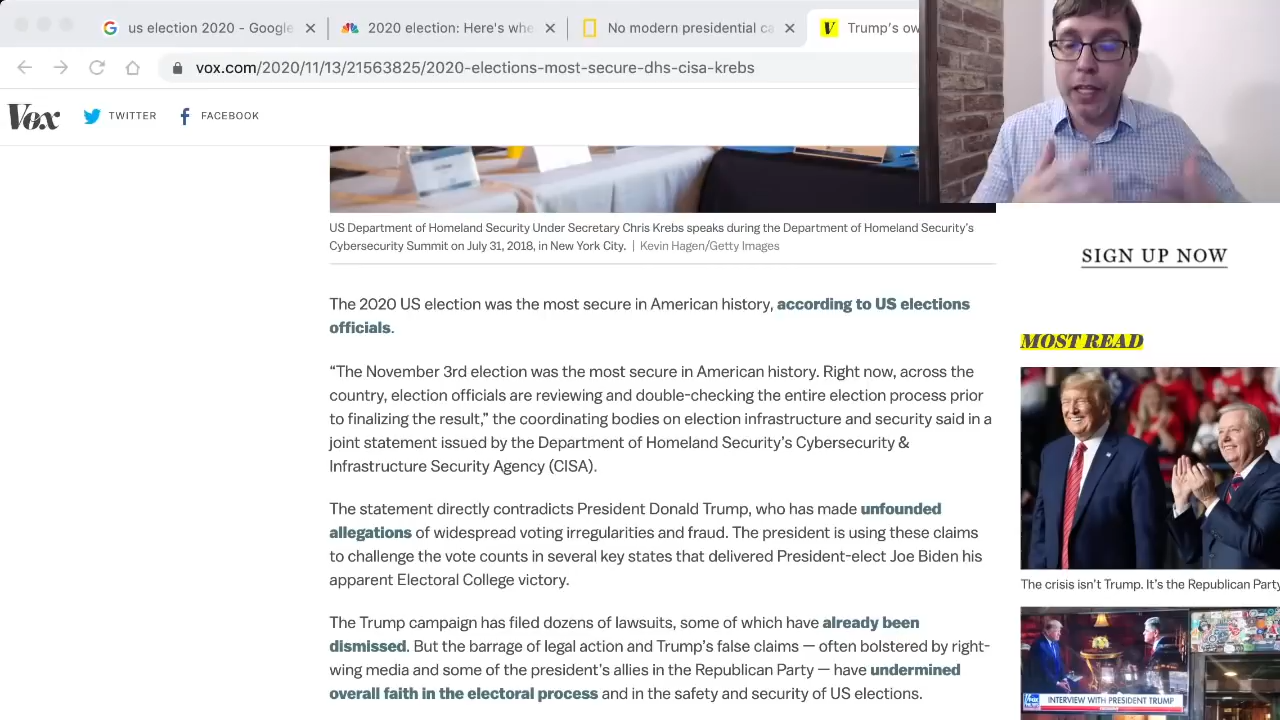 us election 2020 - Google
2020 election: Here's whe
No modern presidential ca
Trump's ow
vox.com/2020/11/13/21563825/2020-elections-most-secure-dhs-cisa-krebs
Vox
TWITTER
FACEBOOK
US Department of Homeland Security Under Secretary Chris Krebs speaks during the Department of Homeland Security's
Cybersecurity Summit on July 31, 2018, in New York City. | Kevin Hagen/Getty Images
The 2020 US election was the most secure in American history, according to US elections
officials.
“The November 3rd election was the most secure in American history. Right now, across the
country, election officials are reviewing and double-checking the entire election process prior
to finalizing the result,” the coordinating bodies on election infrastructure and security said in a
joint statement issued by the Department of Homeland Security’s Cybersecurity &
Infrastructure Security Agency (CISA).
The statement directly contradicts President Donald Trump, who has made unfounded
allegations of widespread voting irregularities and fraud. The president is using these claims
to challenge the vote counts in several key states that delivered President-elect Joe Biden his
apparent Electoral College victory.
The Trump campaign has filed dozens of lawsuits, some of which have already been
dismissed. But the barrage of legal action and Trump’s false claims — often bolstered by right-
wing media and some of the president’s allies in the Republican Party — have undermined
overall faith in the electoral process and in the safety and security of US elections.
SIGN UP NOW
MOST READ
The crisis isn’t Trump. It’s the Republican Party
INTERVIEW WITH PRESIDENT TRUMP